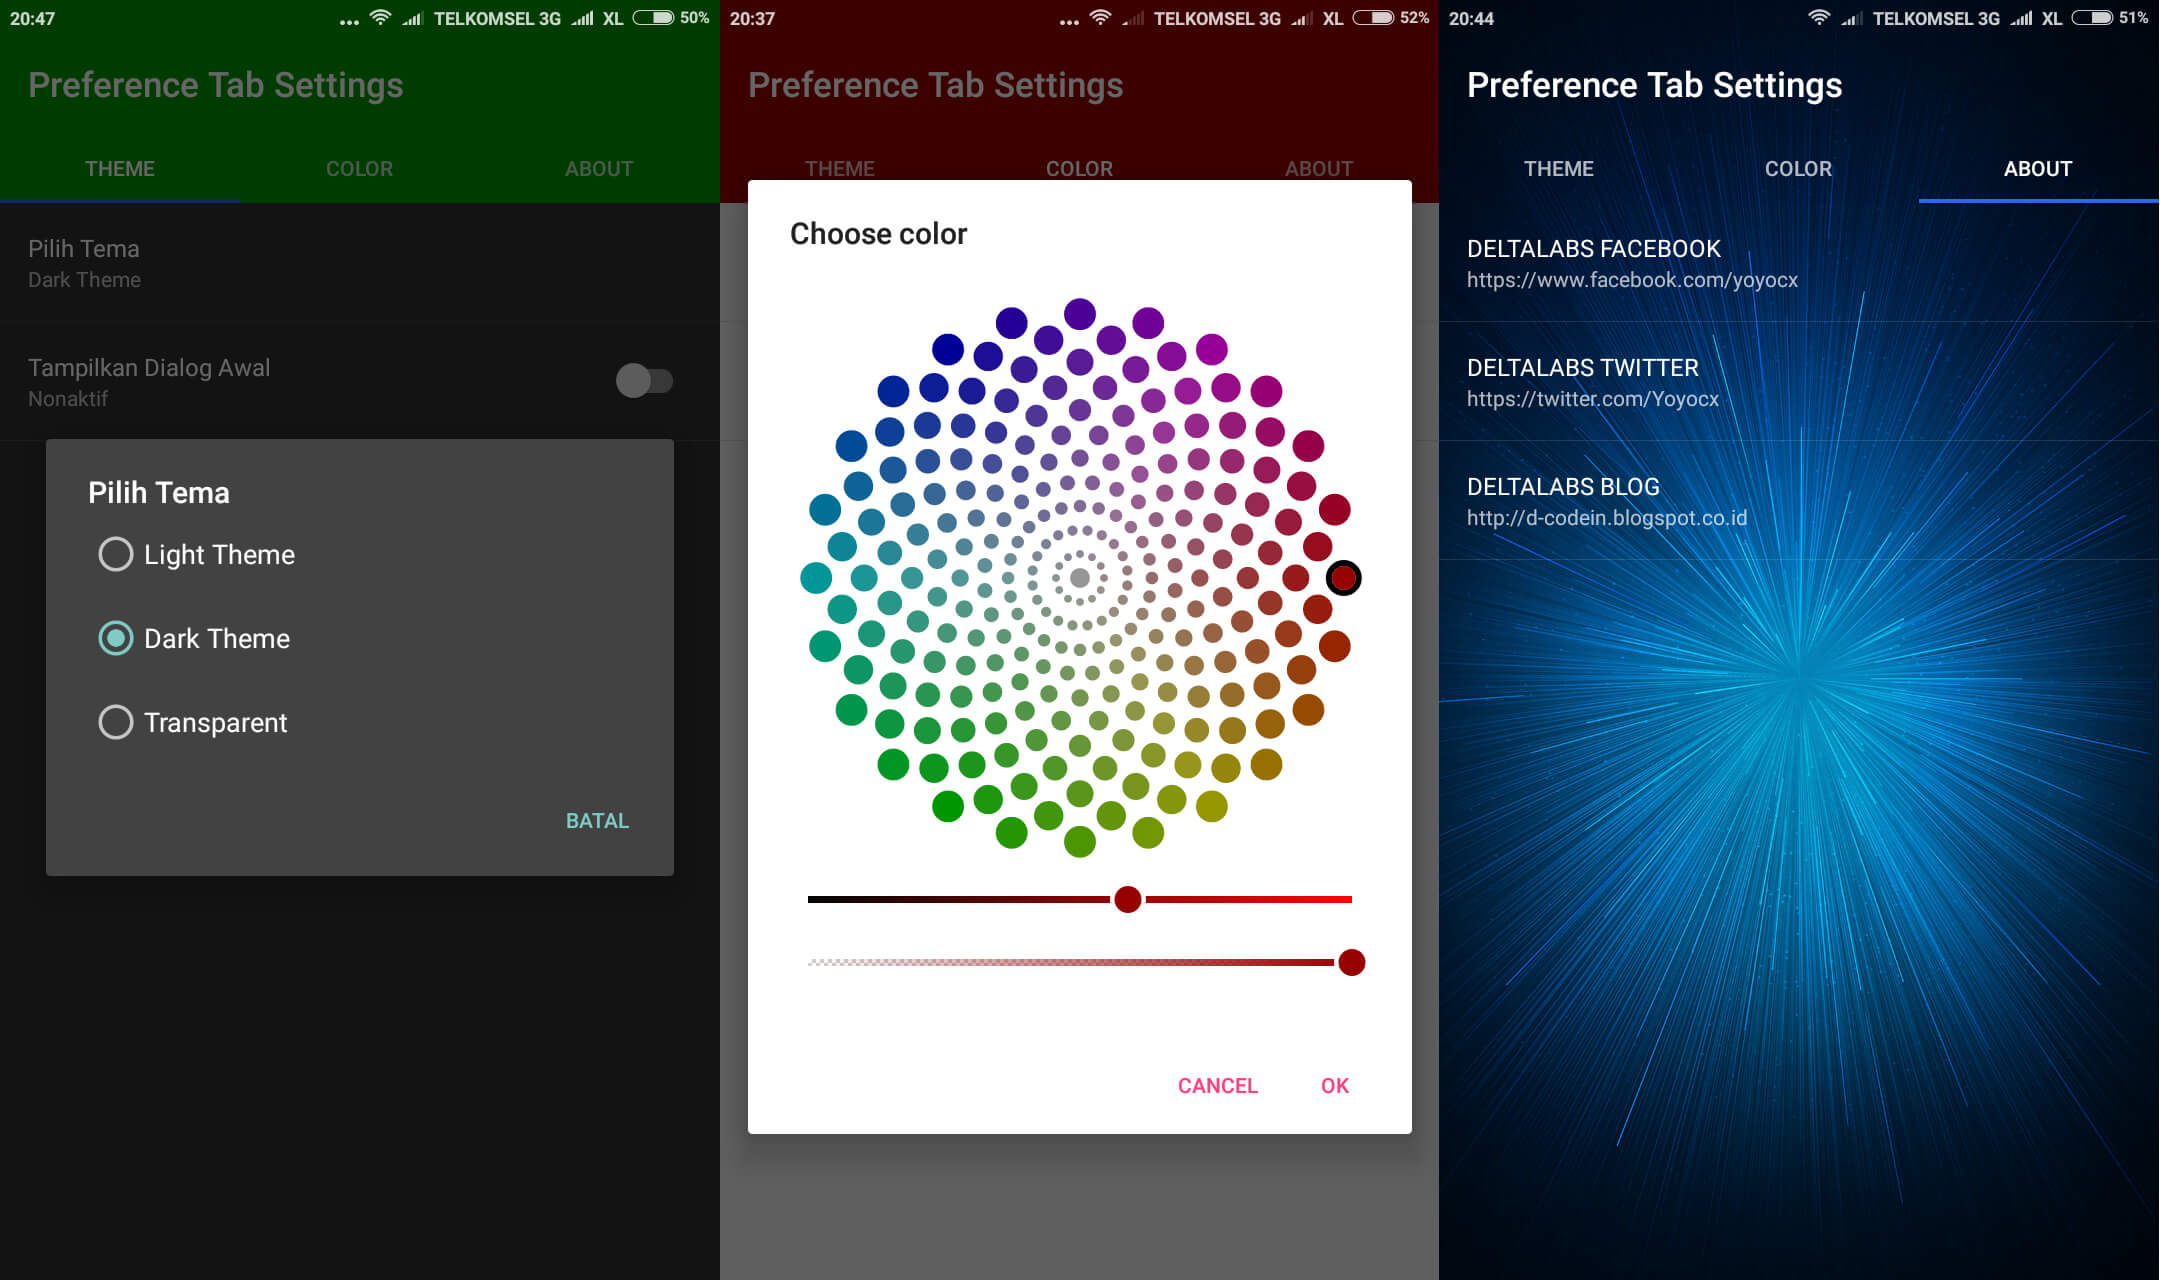 20:47 ... TELKOMSEL 3G XL 50%
Preference Tab Settings
THEME COLOR ABOUT
Pilih Tema
Dark Theme
Tampilkan Dialog Awal
Nonaktif
Pilih Tema
Light Theme
Dark Theme
Transparent
BATAL
20:37 ... TELKOMSEL 3G XL 52%
Preference Tab Settings
THEME COLOR ABOUT
Choose color
CANCEL OK
20:44 TELKOMSEL 3G XL 51%
Preference Tab Settings
THEME COLOR ABOUT
DELTALABS FACEBOOK
https://www.facebook.com/yoyocx
DELTALABS TWITTER
https://twitter.com/Yoyocx
DELTALABS BLOG
http://d-codein.blogspot.co.id